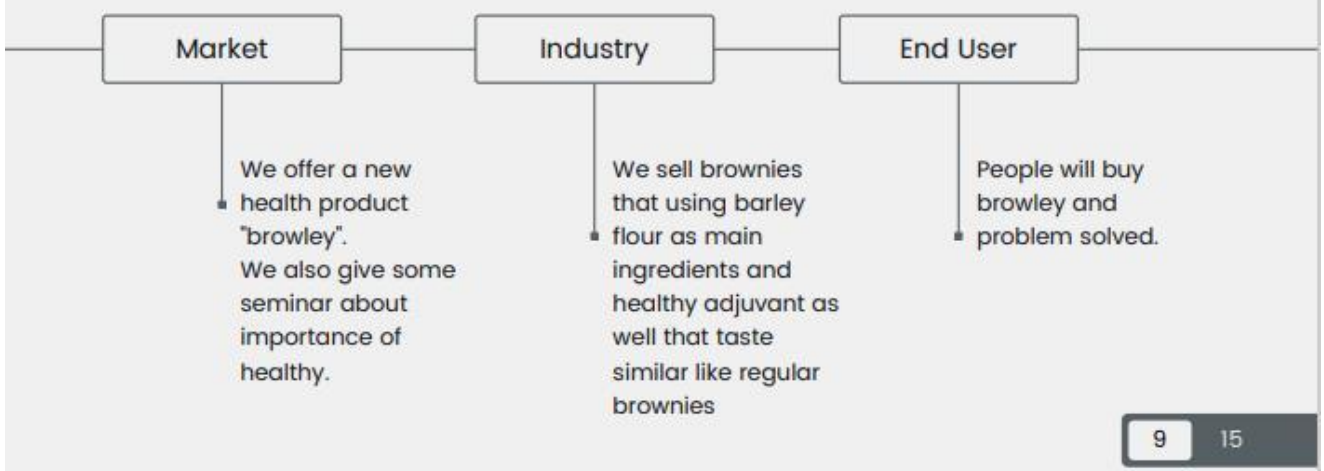 Market
Industry
End User
We offer a new
health product
"browley".
We also give some
seminar about
importance of
healthy.
We sell brownies
that using barley
flour as main
ingredients and
healthy adjuvant as
well that taste
similar like regular
brownies
People will buy
browley and
problem solved.
9 15